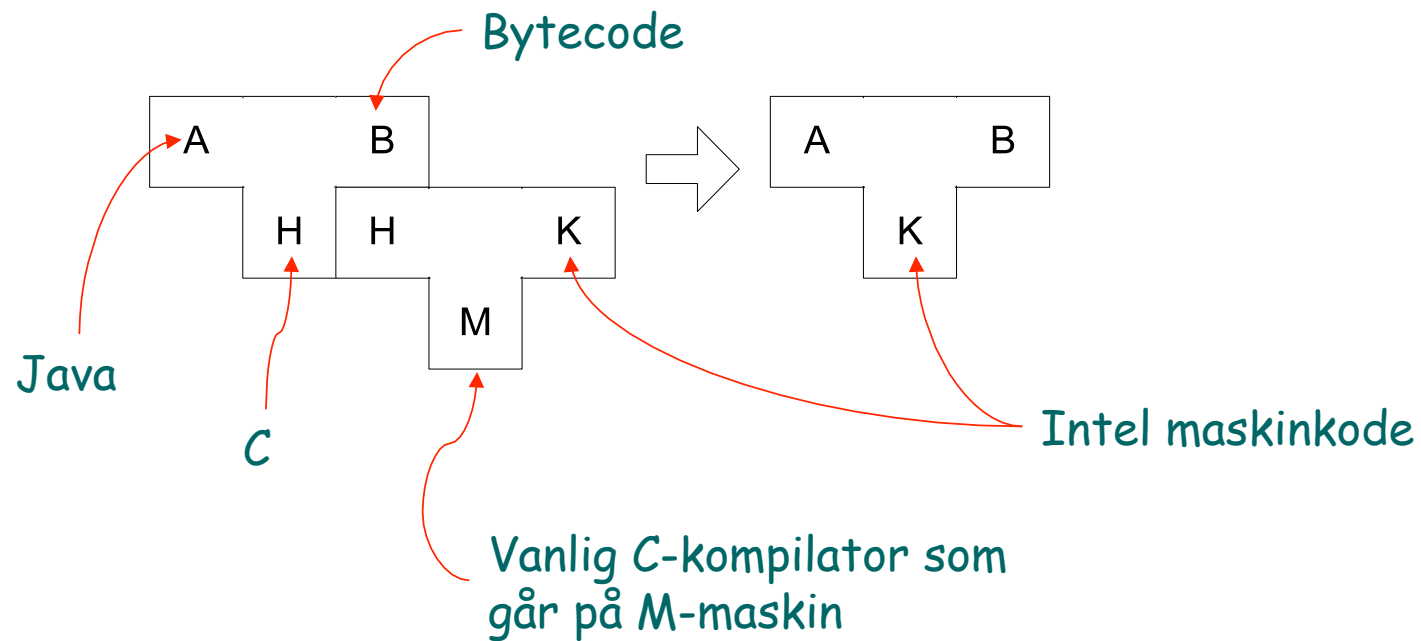 Bytecode
A B
A B
H H K
K
M
Java
C
Intel maskinkode
Vanlig C-kompilator som
går på M-maskin